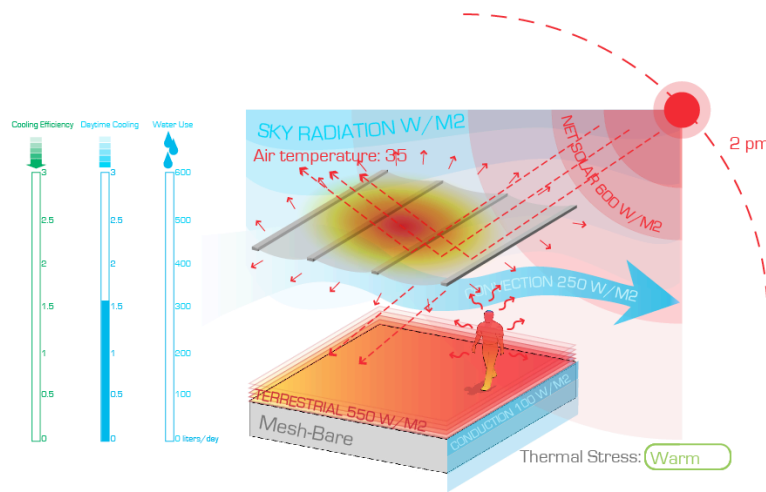 Cooling Efficiency
Daytime Cooling
Water Use
3
2.5
2
1.5
1
0.5
0
3
2.5
2
1.5
1
0.5
0
600
500
400
300
200
100
0 liters/day
SKY RADIATION W/M2
Air temperature: 35
NET SOLAR 600 W/M2
2 pm
CONVECTION 250 W/M2
TERRESTRIAL 550 W/M2
CONDUCTION 100 W/M2
Mesh-Bare
Thermal Stress: Warm